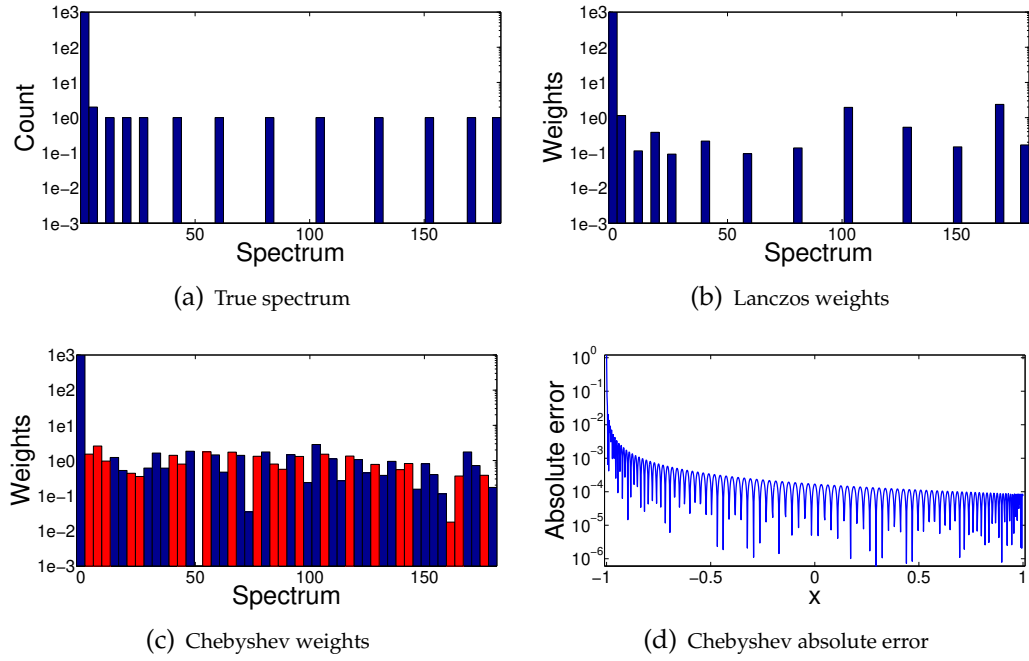 1e3
1e2
1e1
1e0
1e−1
1e−2
1e−3
Count
50 100 150
Spectrum
(a) True spectrum
1e3
1e2
1e1
1e0
1e−1
1e−2
1e−3
Weights
0 50 100 150
Spectrum
(b) Lanczos weights
1e3
1e2
1e1
1e0
1e−1
1e−2
1e−3
Weights
0 50 100 150
Spectrum
(c) Chebyshev weights
10^0
10^−1
10^−2
10^−3
10^−4
10^−5
10^−6
Absolute error
−1 −0.5 0 0.5 1
x
(d) Chebyshev absolute error